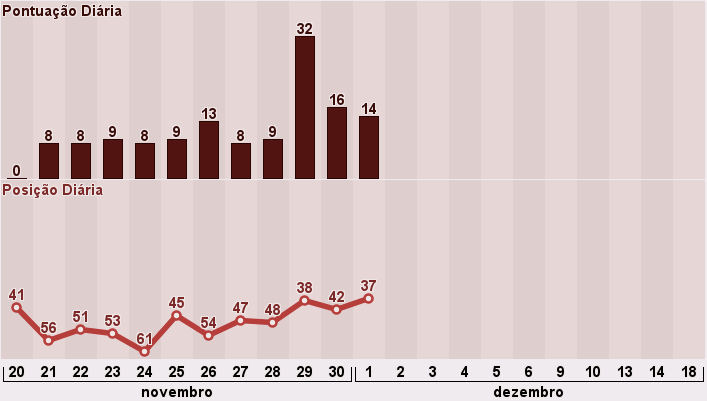 Pontuação Diária
0 8 8 9 8 9 13 8 9 32 16 14
Posição Diária
41 56 51 53 61 45 54 47 48 38 42 37
20 21 22 23 24 25 26 27 28 29 30 1 2 3 4 5 6 9 10 13 14 18
novembro dezembro